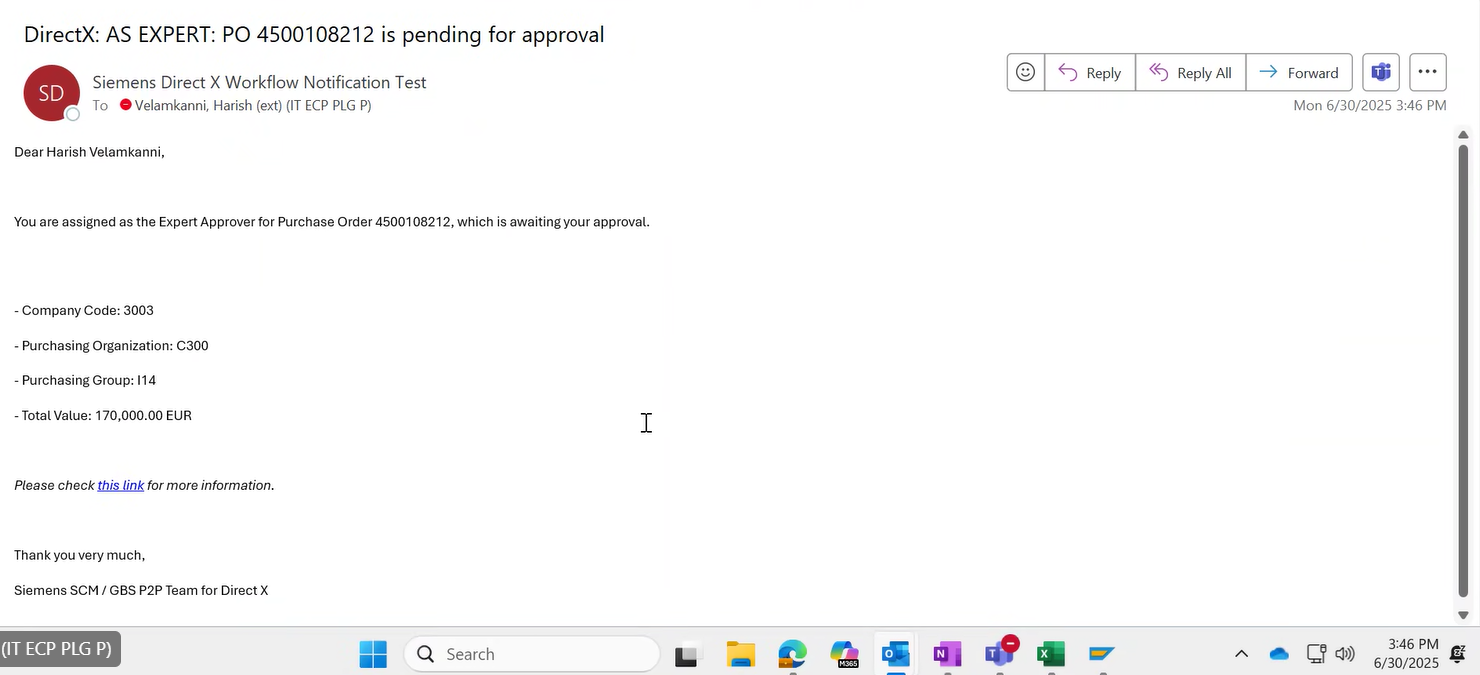 DirectX: AS EXPERT: PO 4500108212 is pending for approval
SD
Siemens Direct X Workflow Notification Test
To Velamkanni, Harish (ext) (IT ECP PLG P)
Reply
Reply All
Forward
Mon 6/30/2025 3:46 PM
Dear Harish Velamkanni,
You are assigned as the Expert Approver for Purchase Order 4500108212, which is awaiting your approval.
- Company Code: 3003
- Purchasing Organization: C300
- Purchasing Group: I14
- Total Value: 170,000.00 EUR
Please check this link for more information.
Thank you very much,
Siemens SCM / GBS P2P Team for Direct X
(IT ECP PLG P)
Search
M365
3:46 PM
6/30/2025